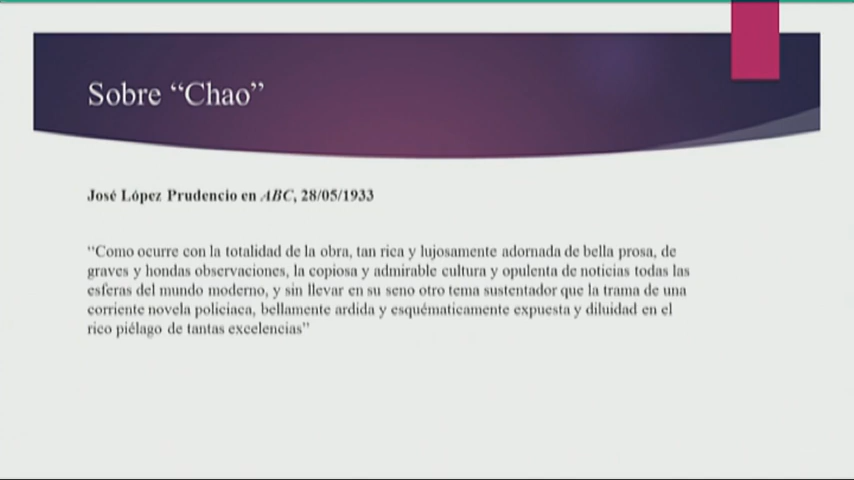 Sobre “Chao”
José López Prudencio en ABC, 28/05/1933
“Como ocurre con la totalidad de la obra, tan rica y lujosamente adornada de bella prosa, de
graves y hondas observaciones, la copiosa y admirable cultura y opulenta de noticias todas las
esferas del mundo moderno, y sin llevar en su seno otro tema sustentador que la trama de una
corriente novela policiaca, bellamente ardida y esquématicamente expuesta y diluidad en el
rico piélago de tantas excelencias”